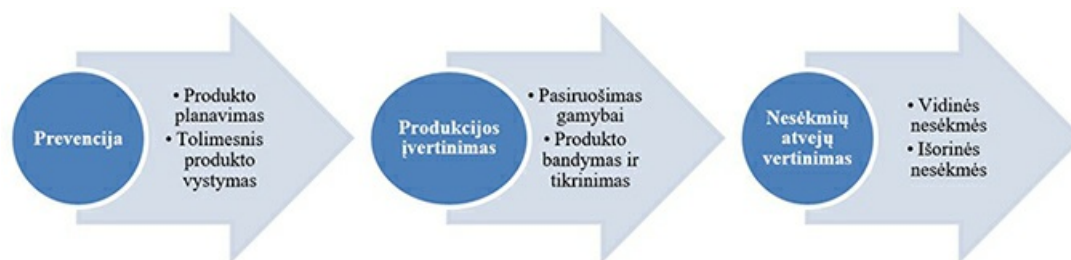 Prevencija
• Produkto
planavimas
• Tolimesnis
produkto
vystymas
Produkcijos
įvertinimas
• Pasiruošimas
gamybai
• Produkto
bandymas ir
tikrinimas
Nesėkmių
atvejų
vertinimas
• Vidinės
nesėkmės
• Išorinės
nesėkmės